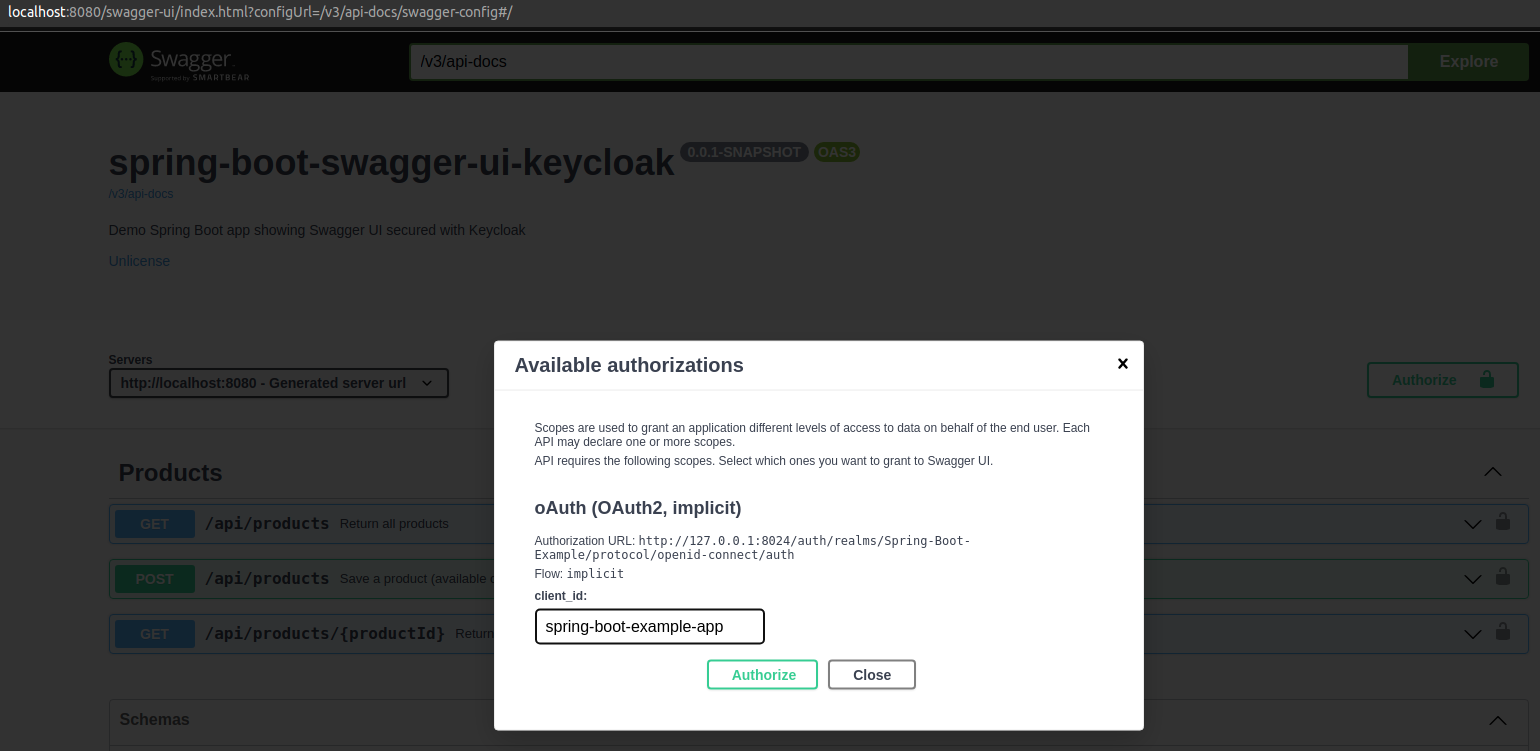 localhost:8080/swagger-ui/index.html?configUrl=/v3/api-docs/swagger-config#/
{···} Swagger
Supported by SMARTBEAR
/v3/api-docs
Explore
spring-boot-swagger-ui-keycloak 0.0.1-SNAPSHOT OAS3
/v3/api-docs
Demo Spring Boot app showing Swagger UI secured with Keycloak
Unlicense
Servers
http://localhost:8080 - Generated server url
Authorize
Available authorizations
Scopes are used to grant an application different levels of access to data on behalf of the end user. Each
API may declare one or more scopes.
API requires the following scopes. Select which ones you want to grant to Swagger UI.
oAuth (OAuth2, implicit)
Authorization URL: http://127.0.0.1:8024/auth/realms/Spring-Boot-
Example/protocol/openid-connect/auth
Flow: implicit
client_id:
spring-boot-example-app
Authorize
Close
Products
GET /api/products Return all products
POST /api/products Save a product (available
GET /api/products/{productId} Return
Schemas